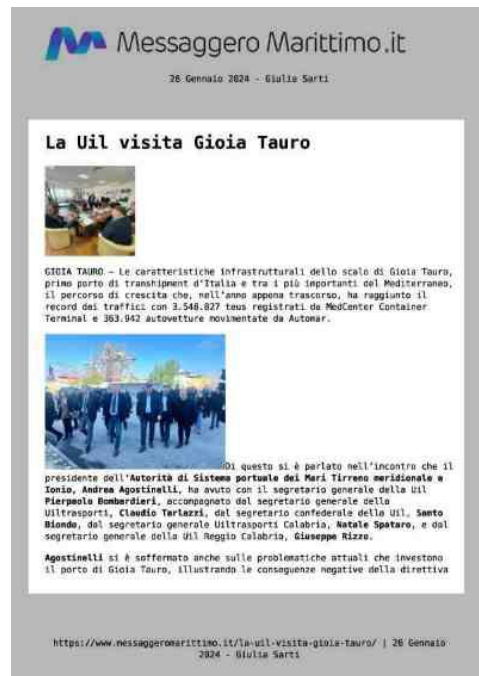 Messaggero Marittimo.it
26 Gennaio 2024 - Giulia Sarti
La Uil visita Gioia Tauro
GIOIA TAURO – Le caratteristiche infrastrutturali dello scalo di Gioia Tauro,
primo porto di transhipment d'Italia e tra i più importanti del Mediterraneo,
il percorso di crescita che, nell'anno appena trascorso, ha raggiunto il
record dei traffici con 3.548.827 teus registrati da MedCenter Container
Terminal e 363.942 autovetture movimentate da Automar.
Di questo si è parlato nell'incontro che il
presidente dell'Autorità di Sistema portuale dei Mari Tirreno meridionale e
Ionio, Andrea Agostinelli, ha avuto con il segretario generale della Uil
Pierpaolo Bombardieri, accompagnato dal segretario generale della
Uiltrasporti, Claudio Tarlazzi, dal segretario confederale della Uil, Santo
Biondo, dal segretario generale Uiltrasporti Calabria, Natale Spataro, e dal
segretario generale della Uil Reggio Calabria, Giuseppe Rizzo.
Agostinelli si è soffermato anche sulle problematiche attuali che investono
il porto di Gioia Tauro, illustrando le conseguenze negative della direttiva
https://www.messaggeromarittimo.it/la-uil-visita-gioia-tauro/ | 26 Gennaio
2024 - Giulia Sarti